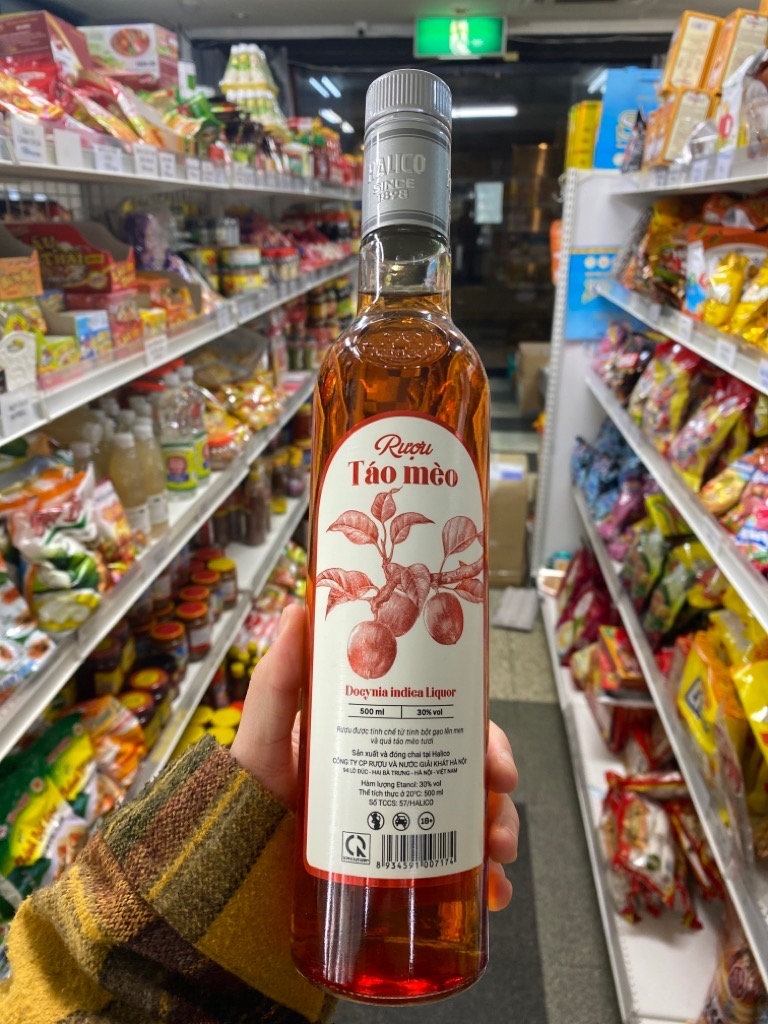 HALICO
SINCE
1898
Rượu
Táo mèo
Docynia indica Liquor
500 ml
30% vol
Rượu được tinh chế từ tinh bột gạo lên men
và quả táo mèo tươi
Sản xuất và đóng chai tại Halico
CÔNG TY CP RƯỢU VÀ NƯỚC GIẢI KHÁT HÀ NỘI
94 LÒ ĐÚC - HAI BÀ TRƯNG - HÀ NỘI - VIỆT NAM
Hàm lượng Etanol: 30% vol
Thể tích thực ở 20°C: 500 ml
Số TCCS: 57/HALICO
18+
8 934591 007174